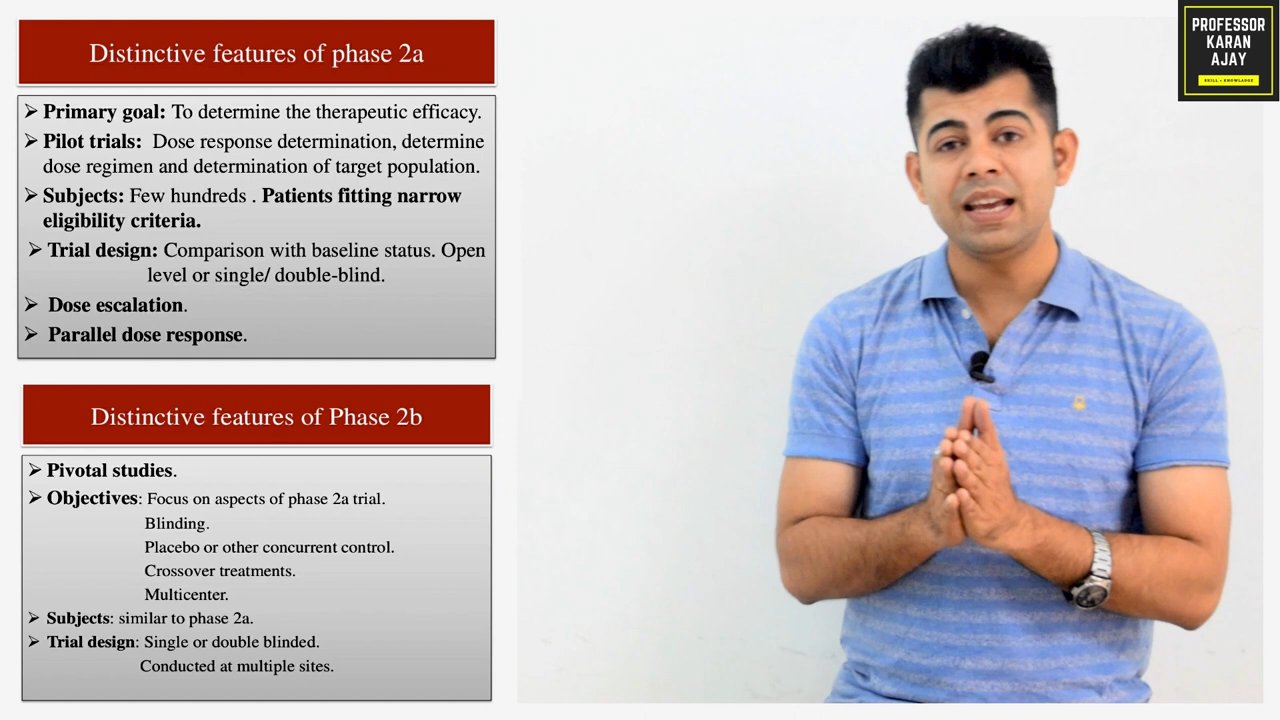 Distinctive features of phase 2a
➢ Primary goal: To determine the therapeutic efficacy.
➢ Pilot trials: Dose response determination, determine
dose regimen and determination of target population.
➢ Subjects: Few hundreds . Patients fitting narrow
eligibility criteria.
➢ Trial design: Comparison with baseline status. Open
level or single/ double-blind.
➢ Dose escalation.
➢ Parallel dose response.
Distinctive features of Phase 2b
➢ Pivotal studies.
➢ Objectives: Focus on aspects of phase 2a trial.
Blinding.
Placebo or other concurrent control.
Crossover treatments.
Multicenter.
➢ Subjects: similar to phase 2a.
➢ Trial design: Single or double blinded.
Conducted at multiple sites.
PROFESSOR
KARAN
AJAY
SKILL + KNOWLEDGE